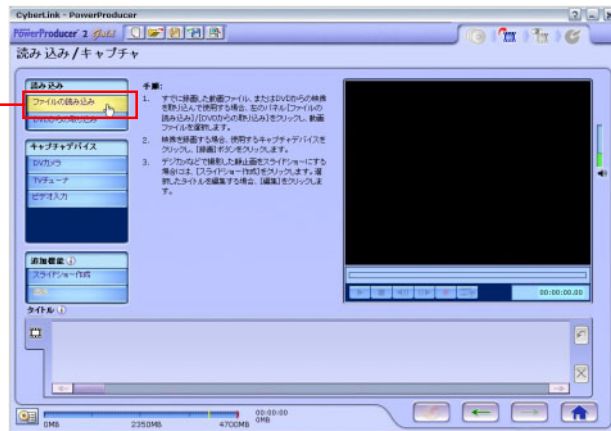 CyberLink - PowerProducer
PowerProducer 2 Gold
読み込み/キャプチャ
読み込み
ファイルの読み込み
DVDからの取り込み
キャプチャデバイス
DVカメラ
TVチューナ
ビデオ入力
追加機能
スライドショー作成
手順:
1. すでに録画した動画ファイル、またはDVDからの映像
を取り込んで使用する場合、左のパネル[ファイルの
読み込み]/[DVDからの取り込み]をクリックし、動画
ファイルを選択します。
2. 映像を録画する場合、使用するキャプチャデバイスを
クリックし、[録画]ボタンをクリックします。
3. デジカメなどで撮影した静止画をスライドショーにする
場合には、[スライドショー作成]をクリックします。選
択したタイトルを編集する場合、[編集]をクリックしま
す。
00:00:00.00
タイトル
0MB
2350MB
4700MB
00:00:00
0MB